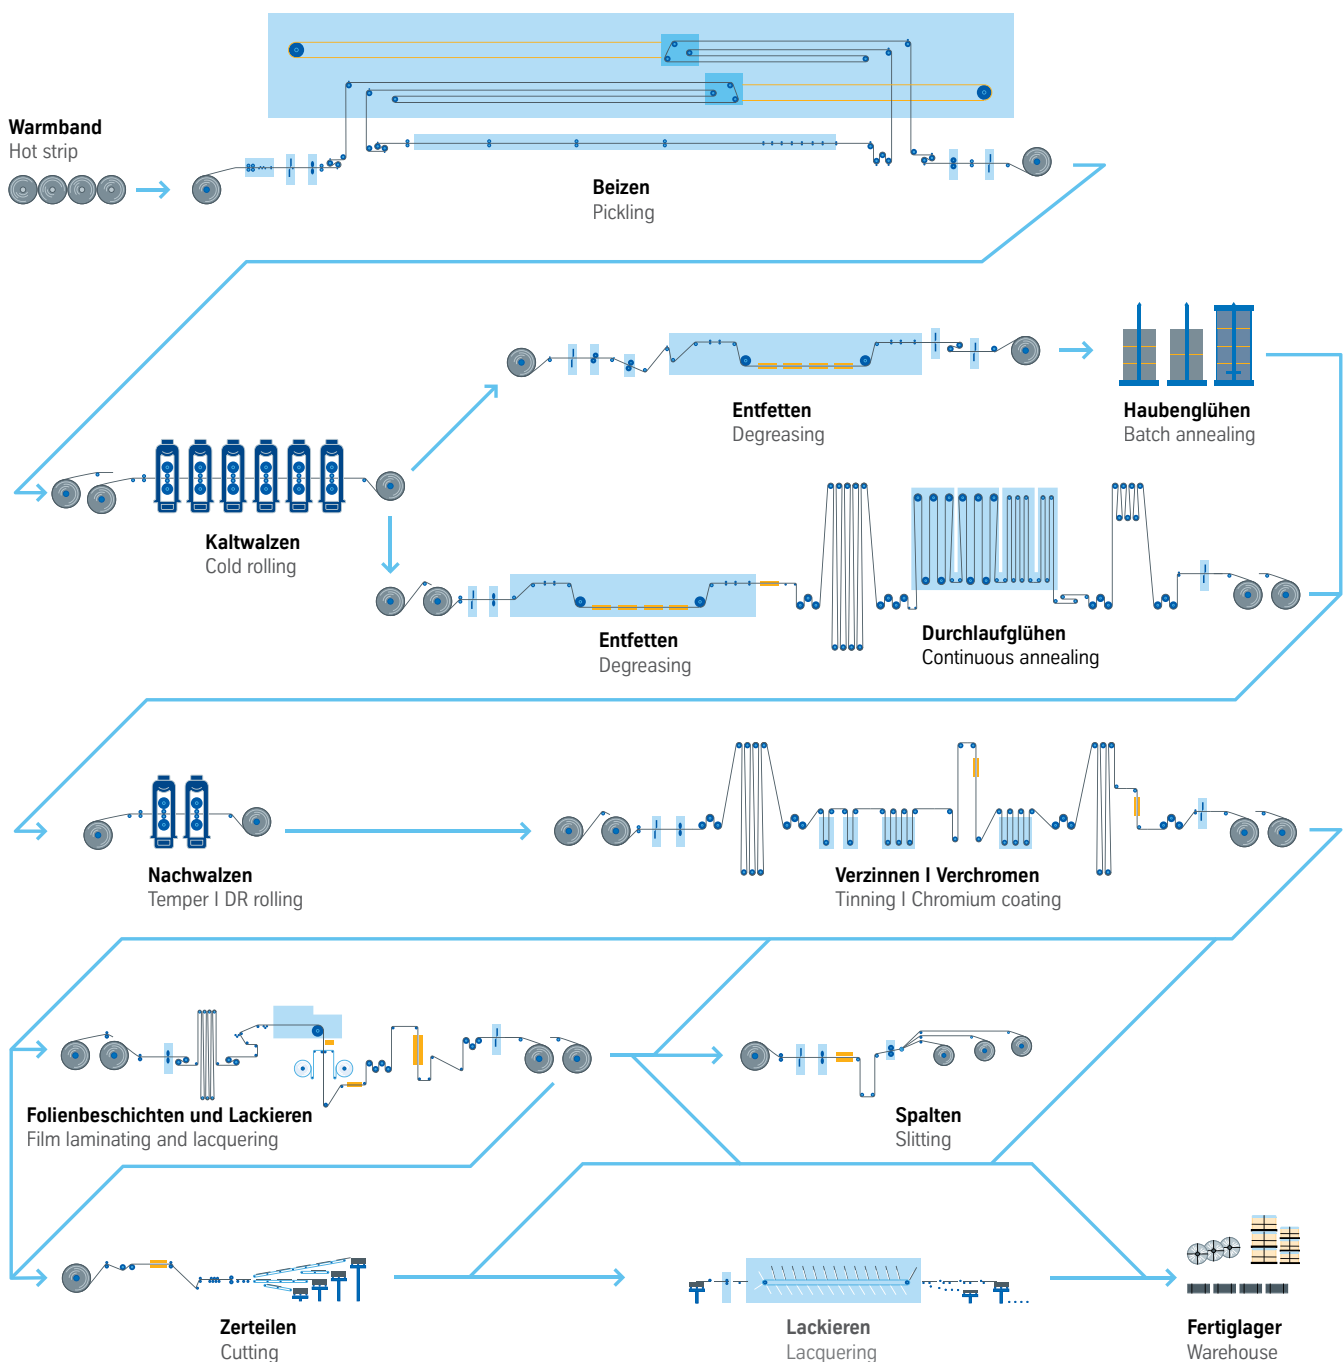 Warmband
Hot strip
Beizen
Pickling
Entfetten
Degreasing
Haubenglühen
Batch annealing
Kaltwalzen
Cold rolling
Entfetten
Degreasing
Durchlaufglühen
Continuous annealing
Nachwalzen
Temper I DR rolling
Verzinnen I Verchromen
Tinning I Chromium coating
Folienbeschichten und Lackieren
Film laminating and lacquering
Spalten
Slitting
Zerteilen
Cutting
Lackieren
Lacquering
Fertiglager
Warehouse